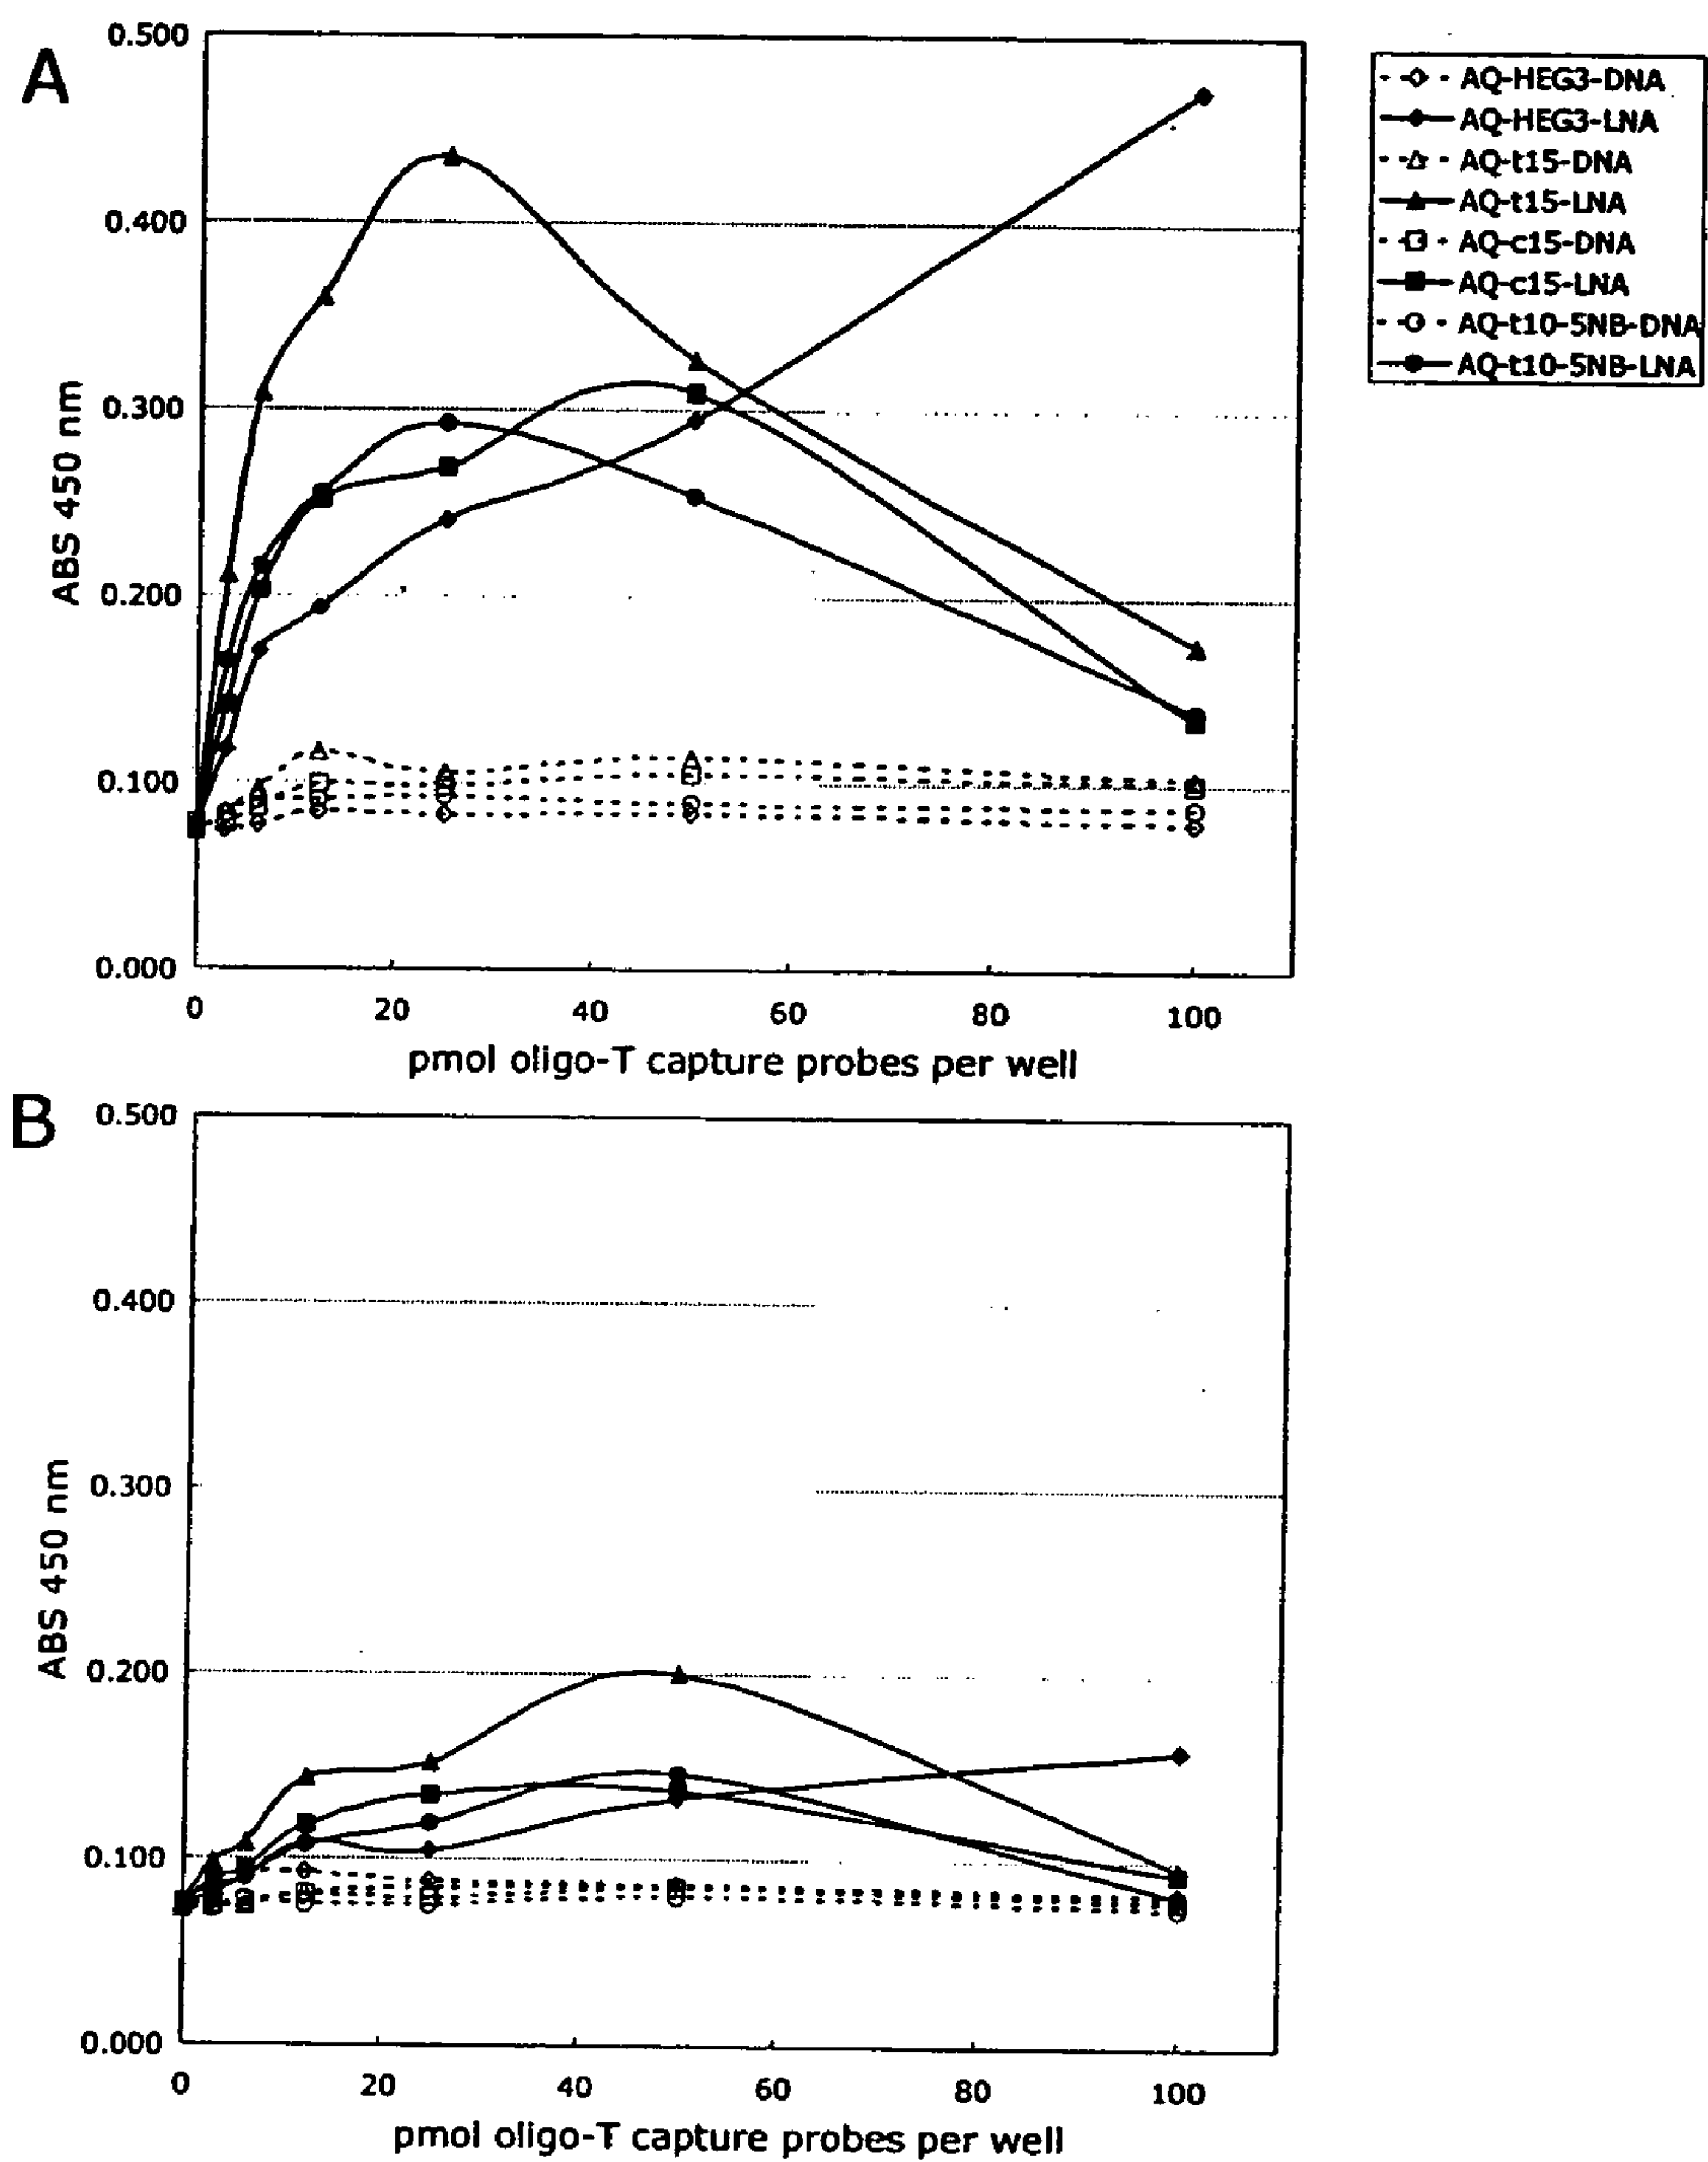 A
0.500
0.400
0.300
0.200
0.100
0.000
ABS 450 nm
0 20 40 60 80 100
pmol oligo-T capture probes per well
AQ-HEG3-DNA
AQ-HEG3-LNA
AQ-t15-DNA
AQ-t15-LNA
AQ-c15-DNA
AQ-c15-LNA
AQ-t10-5NB-DNA
AQ-t10-5NB-LNA
B
0.500
0.400
0.300
0.200
0.100
0.000
ABS 450 nm
0 20 40 60 80 100
pmol oligo-T capture probes per well